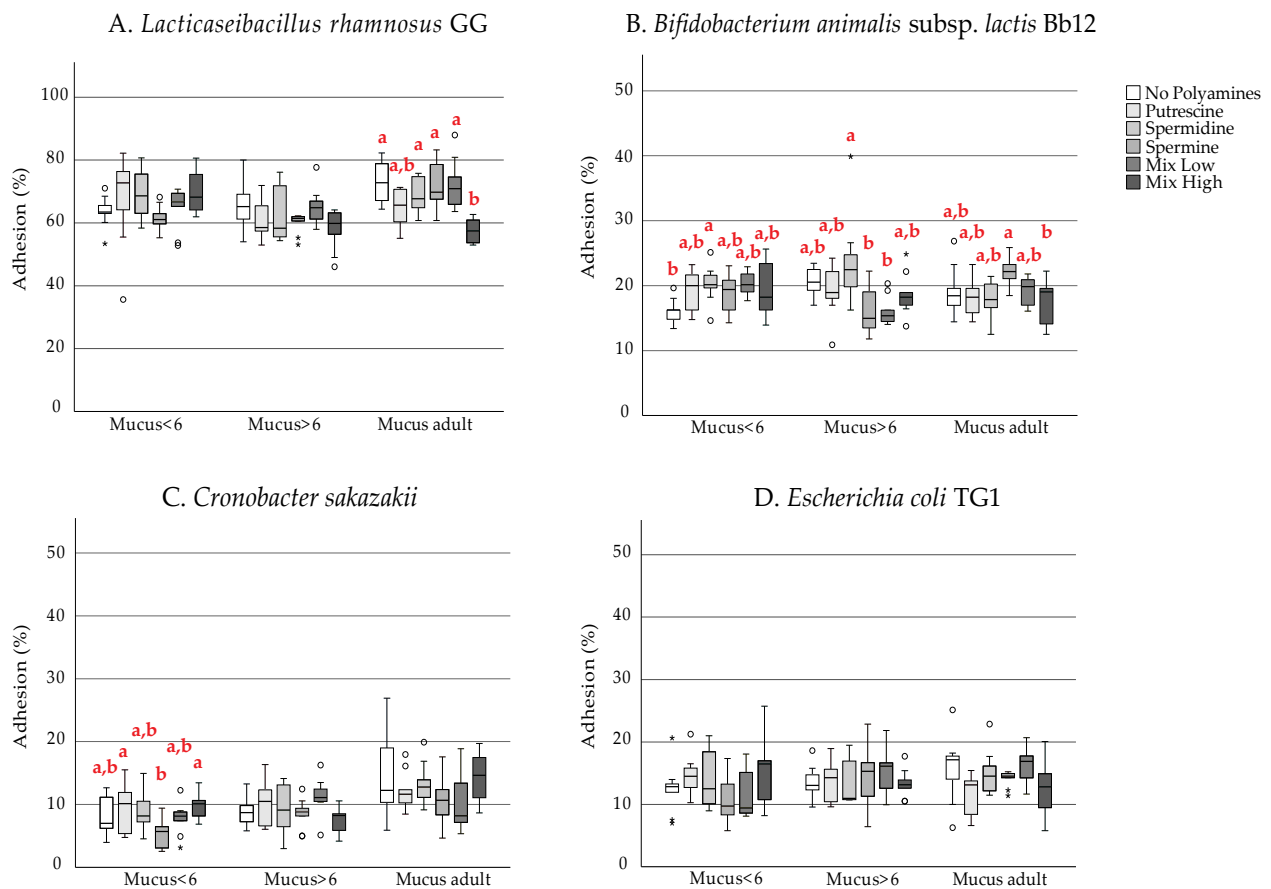 A. Lacticaseibacillus rhamnosus GG
B. Bifidobacterium animalis subsp. lactis Bb12
Adhesion (%)
100
80
60
40
20
0
a
a,b
a
a
a
b
Mucus<6
Mucus>6
Mucus adult
Adhesion (%)
50
40
30
20
10
0
b
a,b
a
a,b
a,b
a,b
a,b
a,b
a
b
b
a,b
a,b
a,b
a,b
a
a,b
b
Mucus<6
Mucus>6
Mucus adult
No Polyamines
Putrescine
Spermidine
Spermine
Mix Low
Mix High
C. Cronobacter sakazakii
D. Escherichia coli TG1
Adhesion (%)
50
40
30
20
10
0
a,b
a
a,b
b
a,b
a
Mucus<6
Mucus>6
Mucus adult
Adhesion (%)
50
40
30
20
10
0
Mucus<6
Mucus>6
Mucus adult